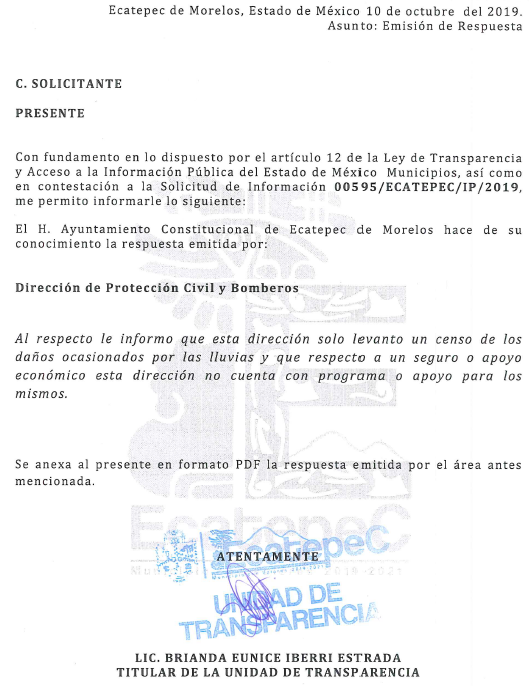 Ecatepec de Morelos, Estado de México 10 de octubre del 2019.
Asunto: Emisión de Respuesta
C. SOLICITANTE
PRESENTE
Con fundamento en lo dispuesto por el artículo 12 de la Ley de Transparencia
y Acceso a la Información Pública del Estado de México Municipios, así como
en contestación a la Solicitud de Información 00595/ECATEPEC/IP/2019,
me permito informarle lo siguiente:
El H. Ayuntamiento Constitucional de Ecatepec de Morelos hace de su
conocimiento la respuesta emitida por:
Dirección de Protección Civil y Bomberos
Al respecto le informo que esta dirección solo levanto un censo de los
daños ocasionados por las lluvias y que respecto a un seguro o apoyo
económico esta dirección no cuenta con programa o apoyo para los
mismos.
Se anexa al presente en formato PDF la respuesta emitida por el área antes
mencionada.
Ecatepec
Ecatepec
ATENTAMENTE
UNIDAD DE
TRANSPARENCIA
LIC. BRIANDA EUNICE IBERRI ESTRADA
TITULAR DE LA UNIDAD DE TRANSPARENCIA